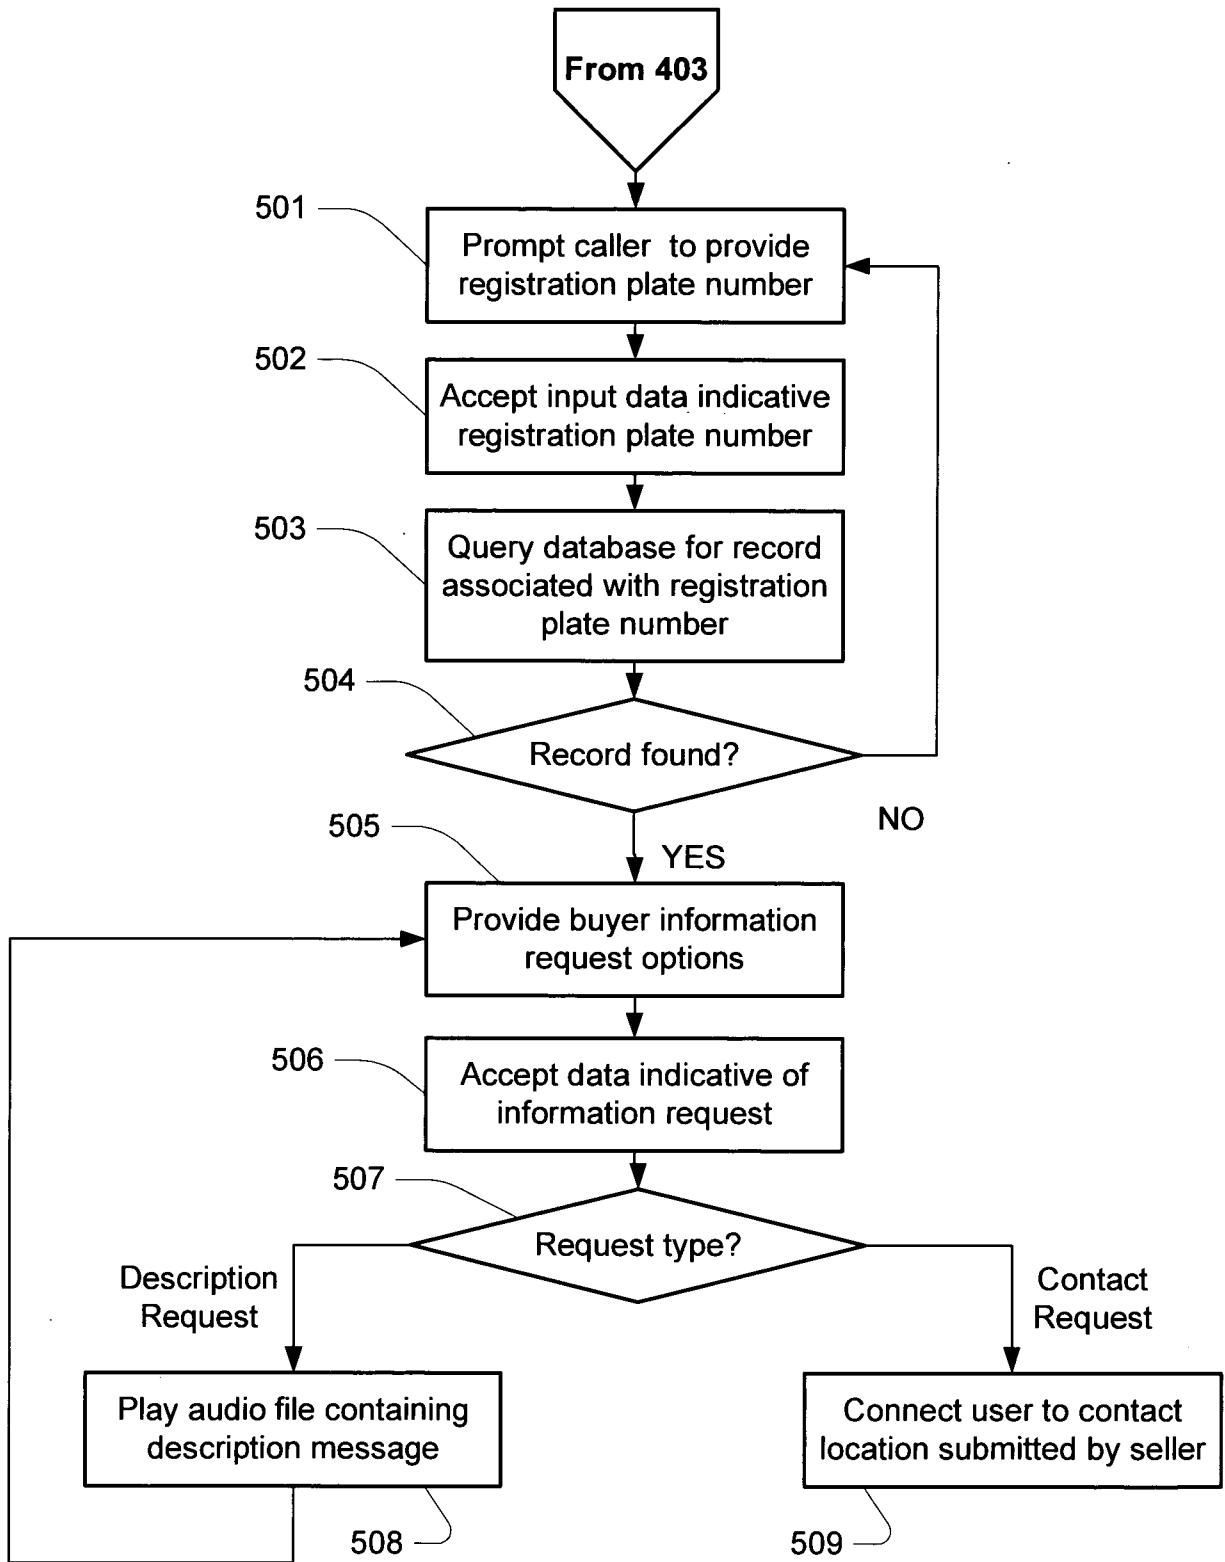 From 403
501
Prompt caller to provide
registration plate number
502
Accept input data indicative
registration plate number
503
Query database for record
associated with registration
plate number
504
Record found?
NO
505
YES
Provide buyer information
request options
506
Accept data indicative of
information request
507
Request type?
Description
Request
Contact
Request
Play audio file containing
description message
Connect user to contact
location submitted by seller
508
509